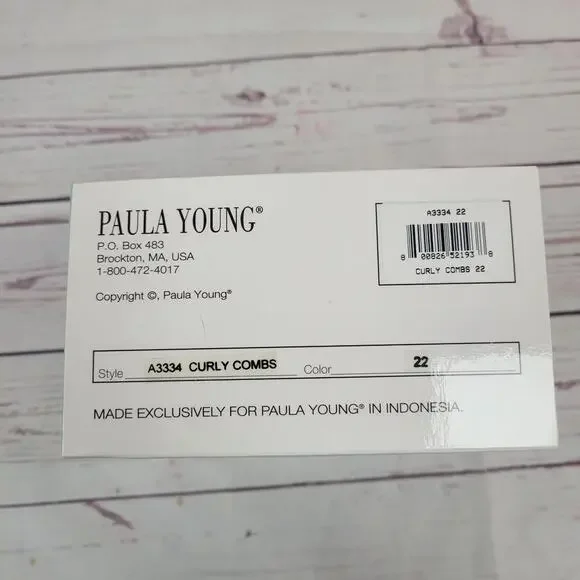 PAULA YOUNG®
P.O. Box 483
Brockton, MA, USA
1-800-472-4017
Copyright ©, Paula Young®
A3334 22
8 00826 52193 8
CURLY COMBS 22
Style A3334 CURLY COMBS Color 22
MADE EXCLUSIVELY FOR PAULA YOUNG® IN INDONESIA.